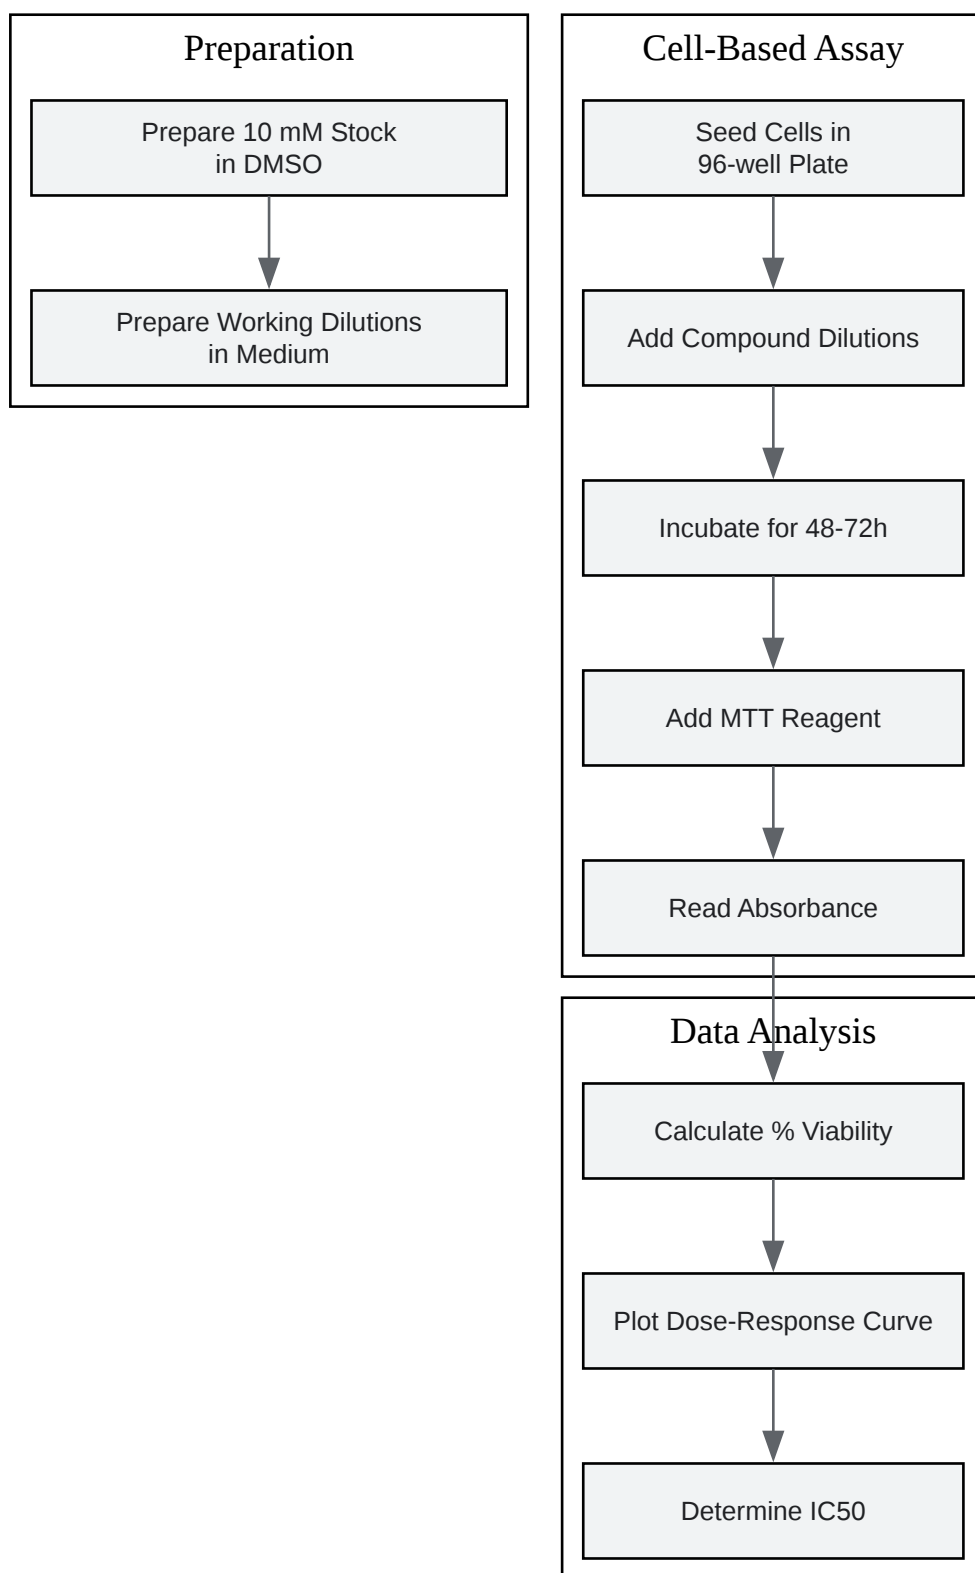 Preparation
Prepare 10 mM Stock
in DMSO
Prepare Working Dilutions
in Medium
Cell-Based Assay
Seed Cells in
96-well Plate
Add Compound Dilutions
Incubate for 48-72h
Add MTT Reagent
Read Absorbance
Data Analysis
Calculate % Viability
Plot Dose-Response Curve
Determine IC50